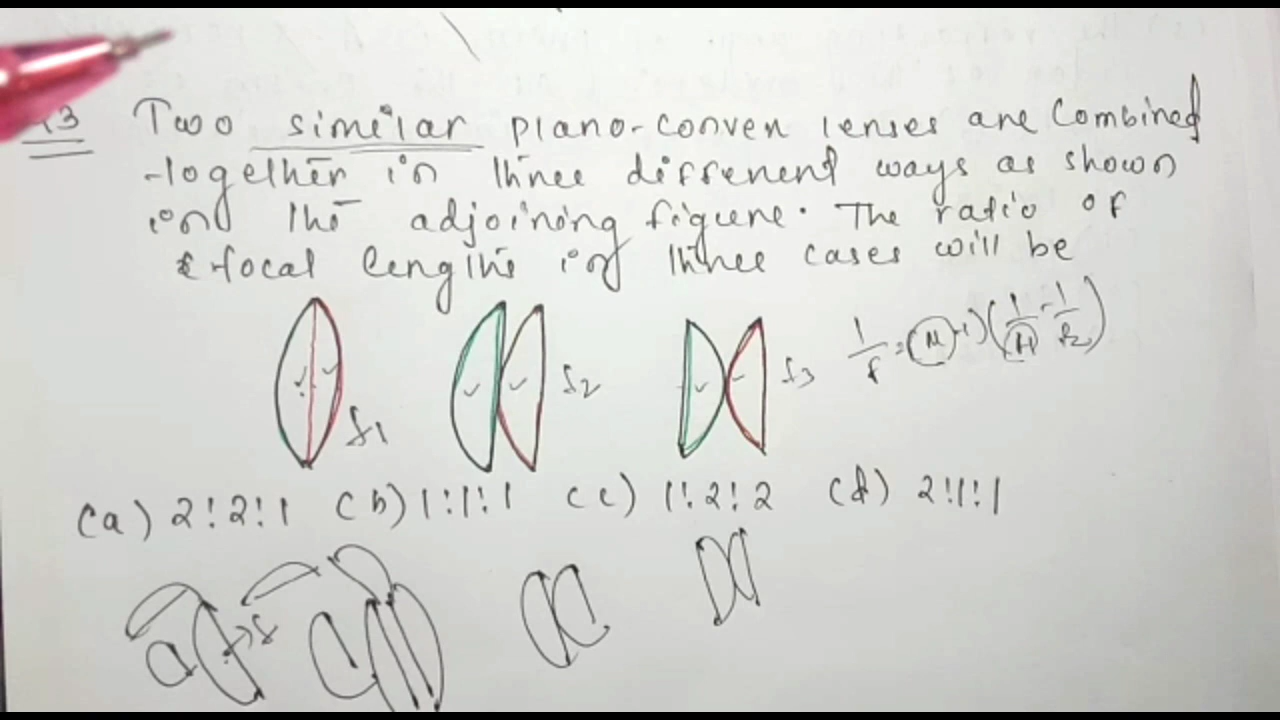 13 Two similar plano-conven lenses are Combined
-together in three different ways as shown
in the adjoining figure. The ratio of
focal lengths in three cases will be
f1
f2
f3
1/f = (μ-1)(1/R1 - 1/R2)
(a) 2:2:1 (b) 1:1:1 (c) 1:2:2 (d) 2:1:1